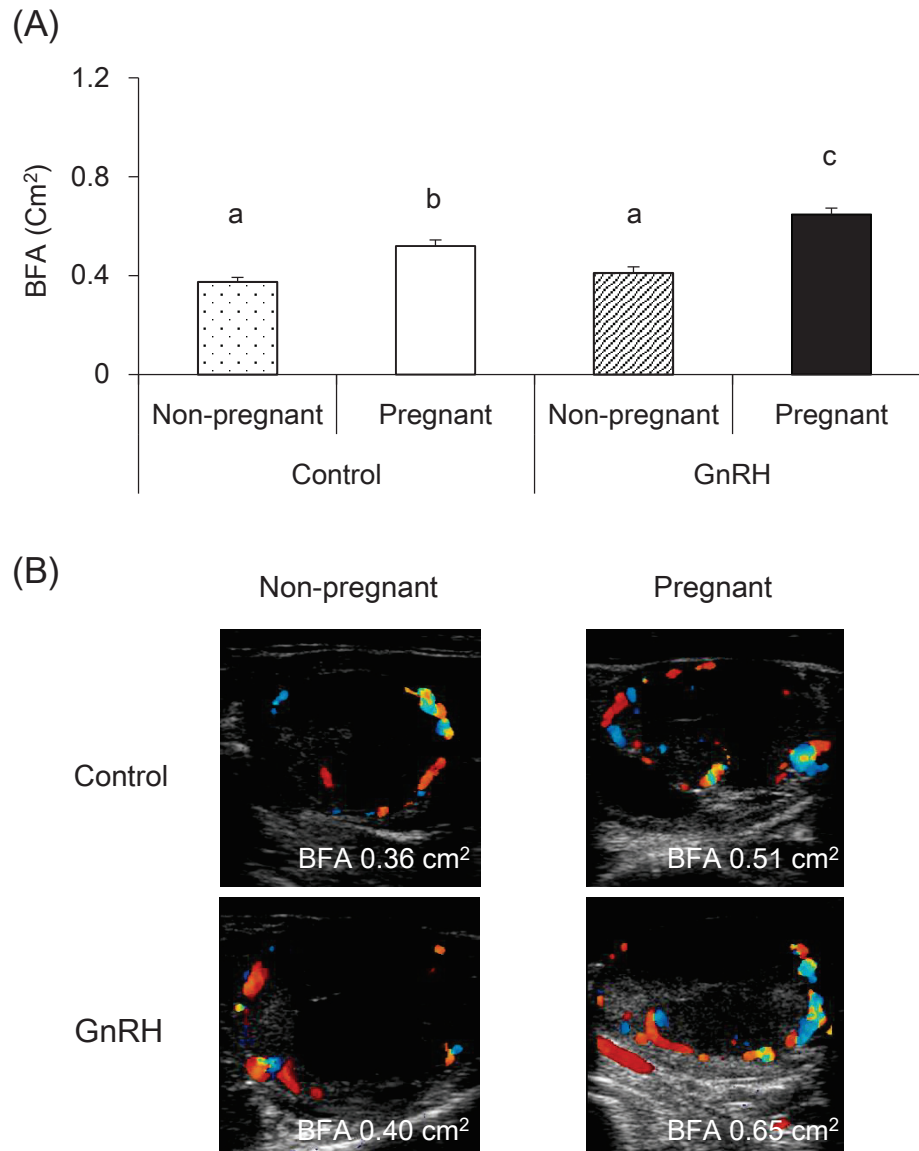 (A)
1.2
0.8
0.4
0
BFA (Cm²)
a
b
a
c
Non-pregnant
Pregnant
Non-pregnant
Pregnant
Control
GnRH
(B)
Non-pregnant
Pregnant
Control
BFA 0.36 cm²
BFA 0.51 cm²
GnRH
BFA 0.40 cm²
BFA 0.65 cm²